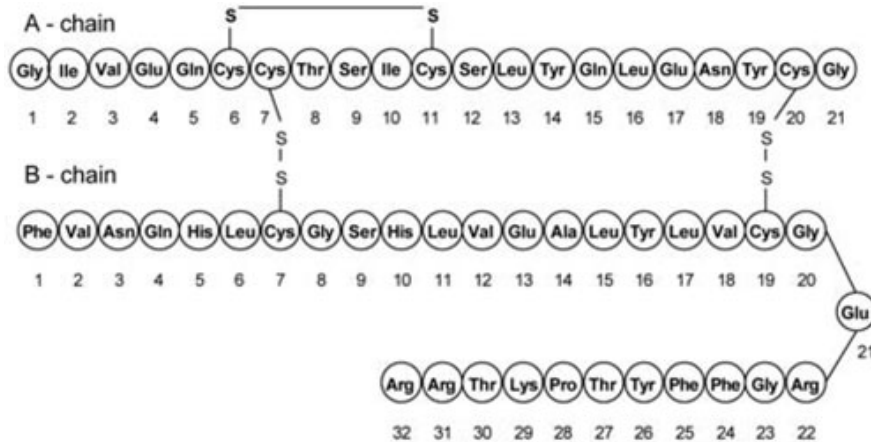 A - chain
S S
Gly Ile Val Glu Gln Cys Cys Thr Ser Ile Cys Ser Leu Tyr Gln Leu Glu Asn Tyr Cys Gly
1 2 3 4 5 6 7 8 9 10 11 12 13 14 15 16 17 18 19 20 21
S S
S S
B - chain
Phe Val Asn Gln His Leu Cys Gly Ser His Leu Val Glu Ala Leu Tyr Leu Val Cys Gly
1 2 3 4 5 6 7 8 9 10 11 12 13 14 15 16 17 18 19 20
Glu
21
Arg Arg Thr Lys Pro Thr Tyr Phe Phe Gly Arg
32 31 30 29 28 27 26 25 24 23 22